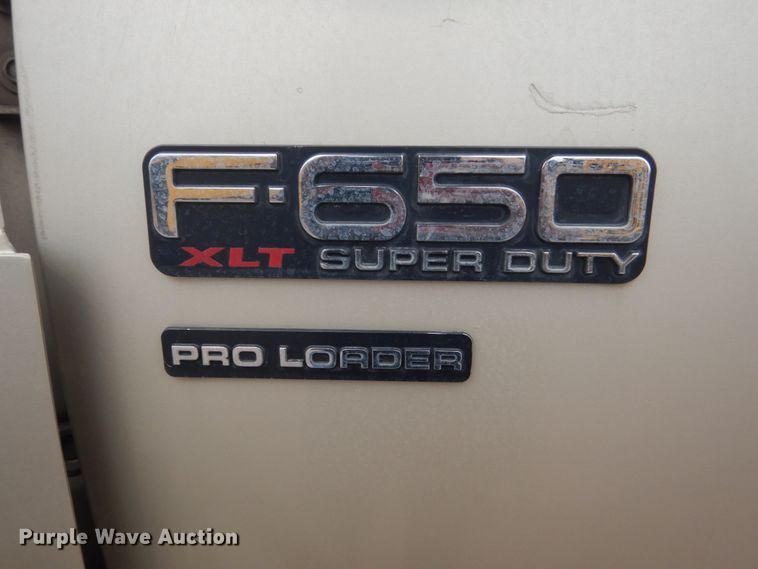 F-650
XLT SUPER DUTY
PRO LOADER
Purple Wave Auction®